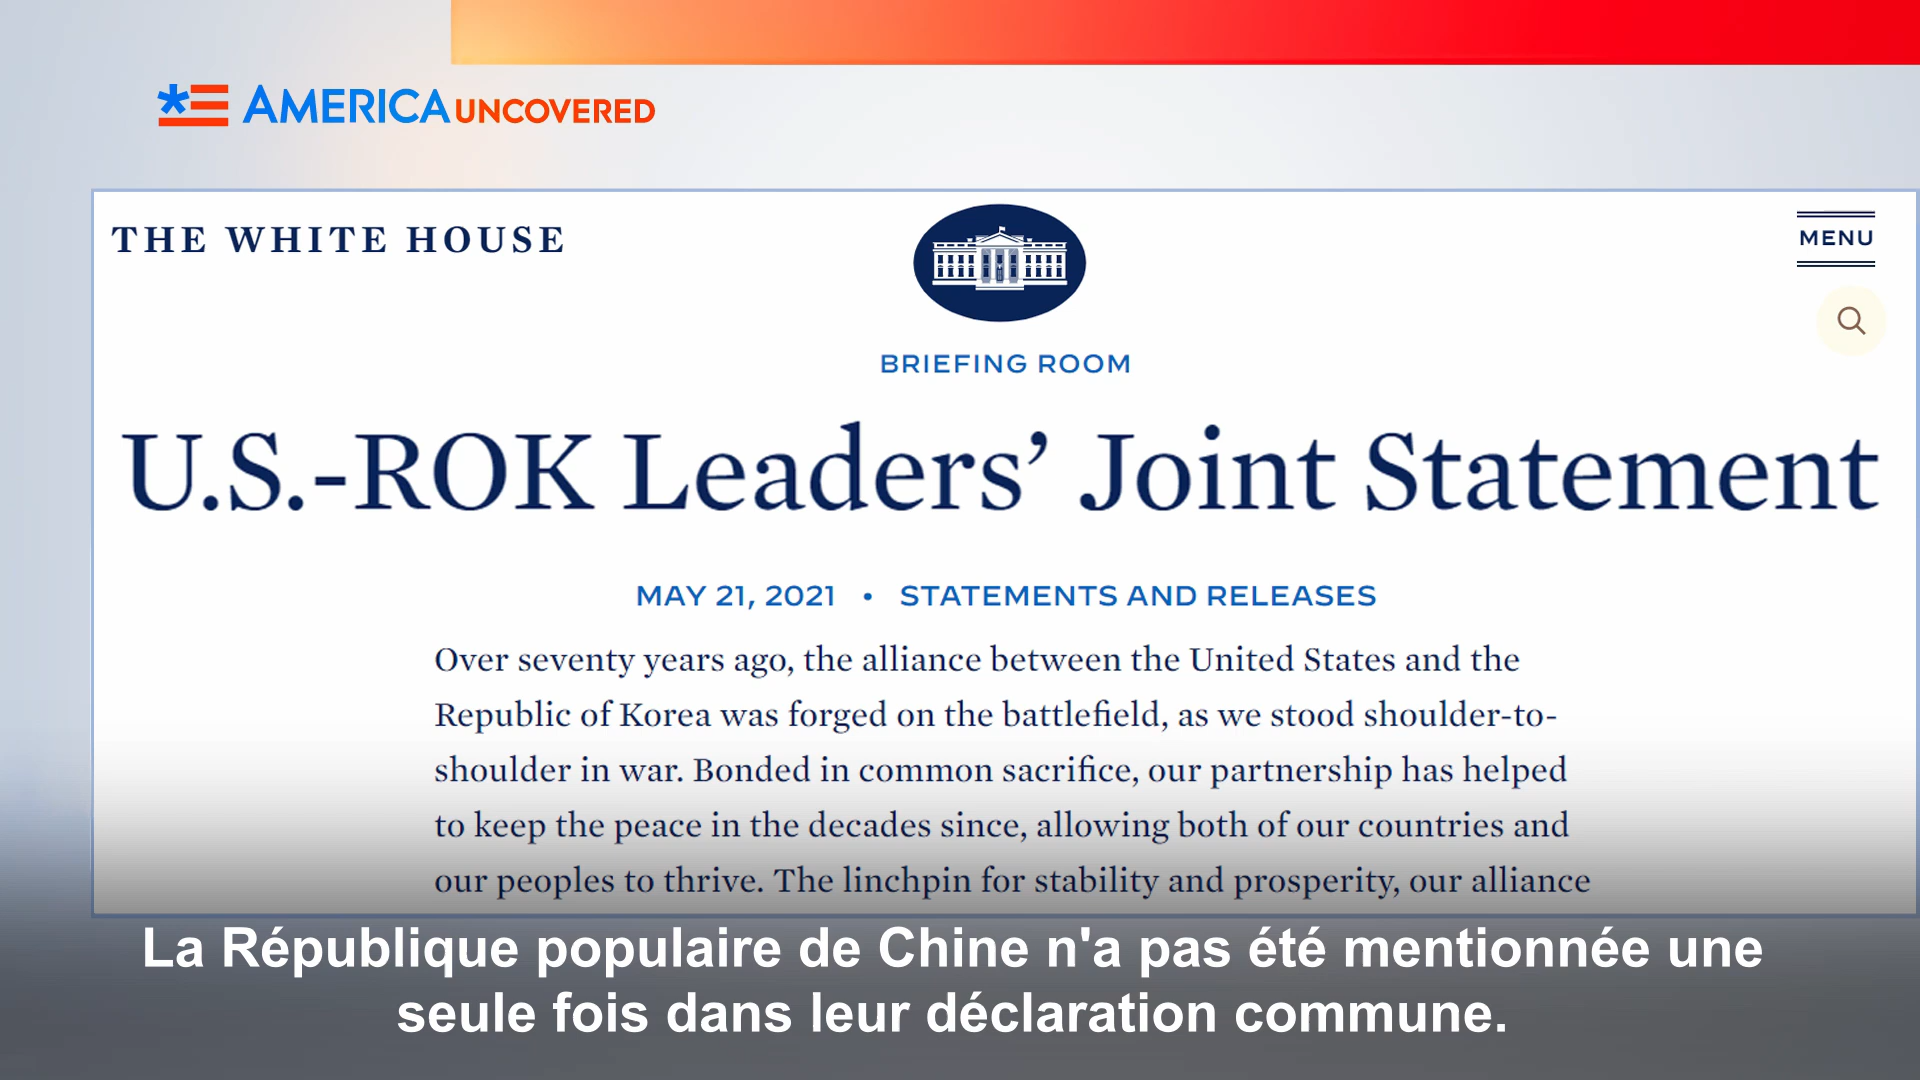 AMERICA UNCOVERED
THE WHITE HOUSE
MENU
BRIEFING ROOM
U.S.-ROK Leaders’ Joint Statement
MAY 21, 2021 • STATEMENTS AND RELEASES
Over seventy years ago, the alliance between the United States and the
Republic of Korea was forged on the battlefield, as we stood shoulder-to-
shoulder in war. Bonded in common sacrifice, our partnership has helped
to keep the peace in the decades since, allowing both of our countries and
our peoples to thrive. The linchpin for stability and prosperity, our alliance
La République populaire de Chine n'a pas été mentionnée une
seule fois dans leur déclaration commune.